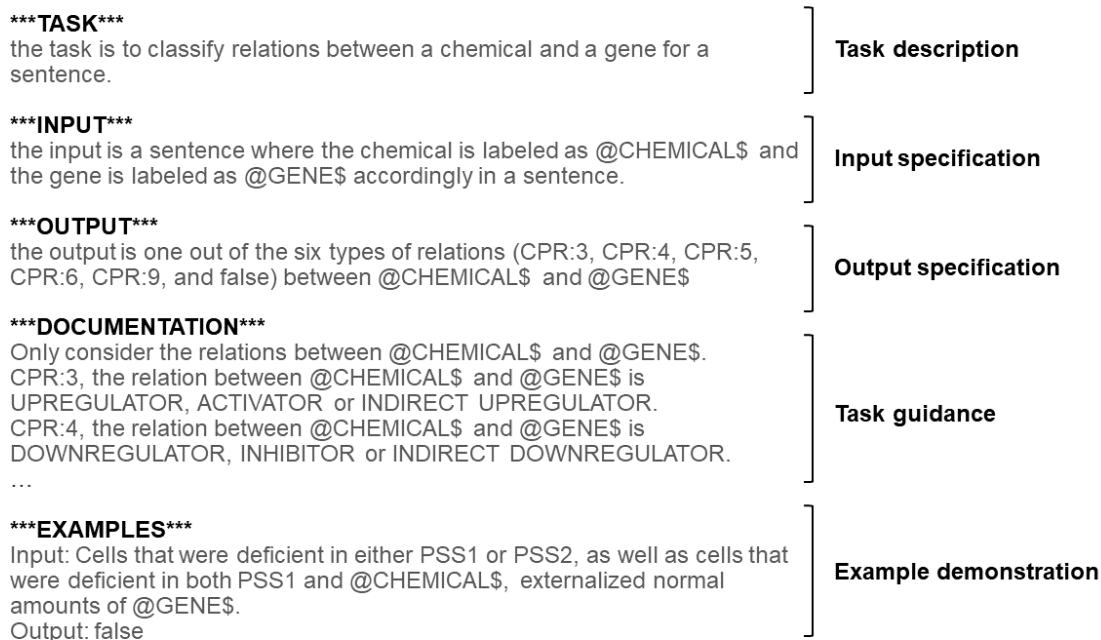 ***TASK***
the task is to classify relations between a chemical and a gene for a
sentence.
Task description
***INPUT***
the input is a sentence where the chemical is labeled as @CHEMICAL$ and
the gene is labeled as @GENE$ accordingly in a sentence.
Input specification
***OUTPUT***
the output is one out of the six types of relations (CPR:3, CPR:4, CPR:5,
CPR:6, CPR:9, and false) between @CHEMICAL$ and @GENE$
Output specification
***DOCUMENTATION***
Only consider the relations between @CHEMICAL$ and @GENE$.
CPR:3, the relation between @CHEMICAL$ and @GENE$ is
UPREGULATOR, ACTIVATOR or INDIRECT UPREGULATOR.
CPR:4, the relation between @CHEMICAL$ and @GENE$ is
DOWNREGULATOR, INHIBITOR or INDIRECT DOWNREGULATOR.
...
Task guidance
***EXAMPLES***
Input: Cells that were deficient in either PSS1 or PSS2, as well as cells that
were deficient in both PSS1 and @CHEMICAL$, externalized normal
amounts of @GENE$.
Output: false
Example demonstration